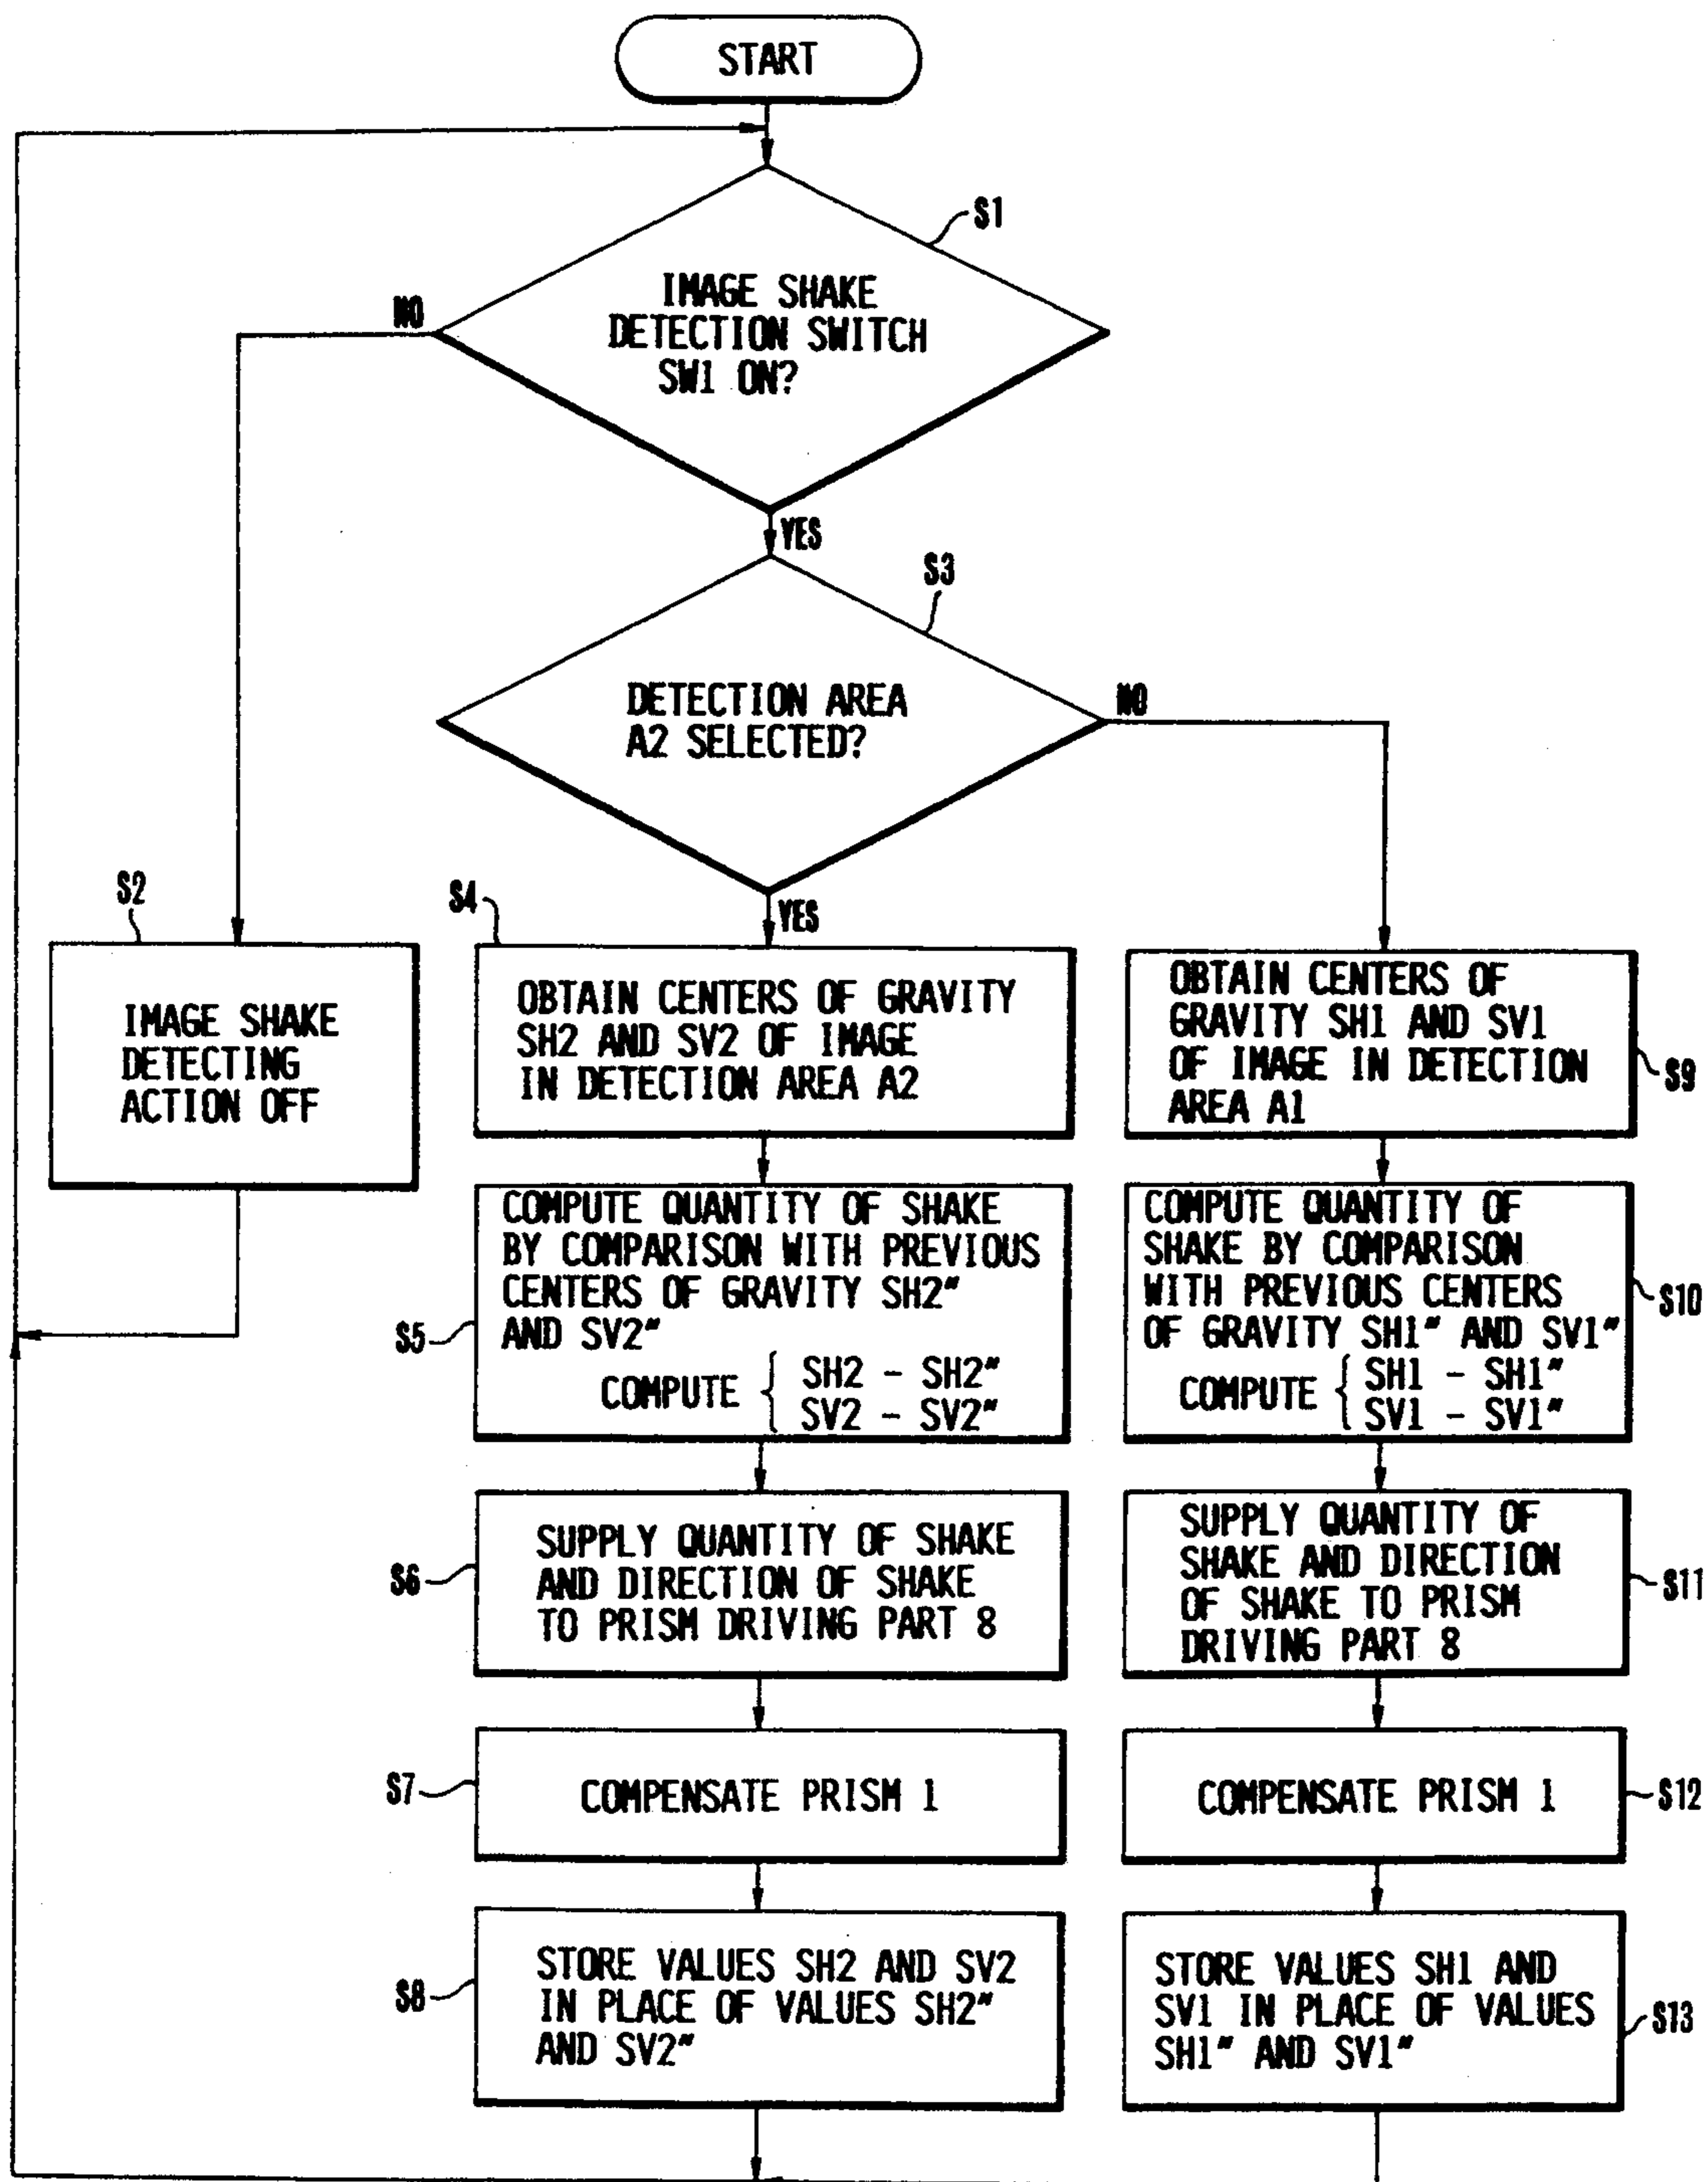 START
S1
IMAGE SHAKE
DETECTION SWITCH
SW1 ON?
NO
YES
S3
DETECTION AREA
A2 SELECTED?
NO
YES
S2
IMAGE SHAKE
DETECTING
ACTION OFF
S4
OBTAIN CENTERS OF GRAVITY
SH2 AND SV2 OF IMAGE
IN DETECTION AREA A2
S5
COMPUTE QUANTITY OF SHAKE
BY COMPARISON WITH PREVIOUS
CENTERS OF GRAVITY SH2″
AND SV2″
COMPUTE { SH2 - SH2″
SV2 - SV2″
S6
SUPPLY QUANTITY OF SHAKE
AND DIRECTION OF SHAKE
TO PRISM DRIVING PART 8
S7
COMPENSATE PRISM 1
S8
STORE VALUES SH2 AND SV2
IN PLACE OF VALUES SH2″
AND SV2″
OBTAIN CENTERS OF
GRAVITY SH1 AND SV1
OF IMAGE IN DETECTION
AREA A1
S9
COMPUTE QUANTITY OF
SHAKE BY COMPARISON
WITH PREVIOUS CENTERS
OF GRAVITY SH1″ AND SV1″
COMPUTE { SH1 - SH1″
SV1 - SV1″
S10
SUPPLY QUANTITY OF
SHAKE AND DIRECTION
OF SHAKE TO PRISM
DRIVING PART 8
S11
COMPENSATE PRISM 1
S12
STORE VALUES SH1 AND
SV1 IN PLACE OF VALUES
SH1″ AND SV1″
S13